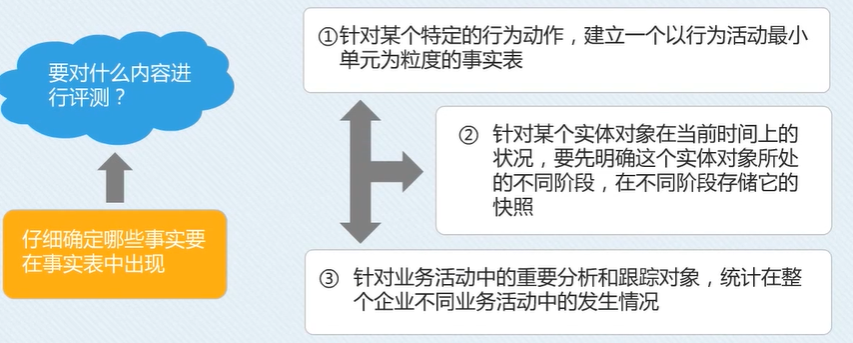 要对什么内容进
行评测？
仔细确定哪些事实要
在事实表中出现
①针对某个特定的行为动作，建立一个以行为活动最小
单元为粒度的事实表
② 针对某个实体对象在当前时间上的
状况，要先明确这个实体对象所处
的不同阶段，在不同阶段存储它的
快照
③ 针对业务活动中的重要分析和跟踪对象，统计在整
个企业不同业务活动中的发生情况